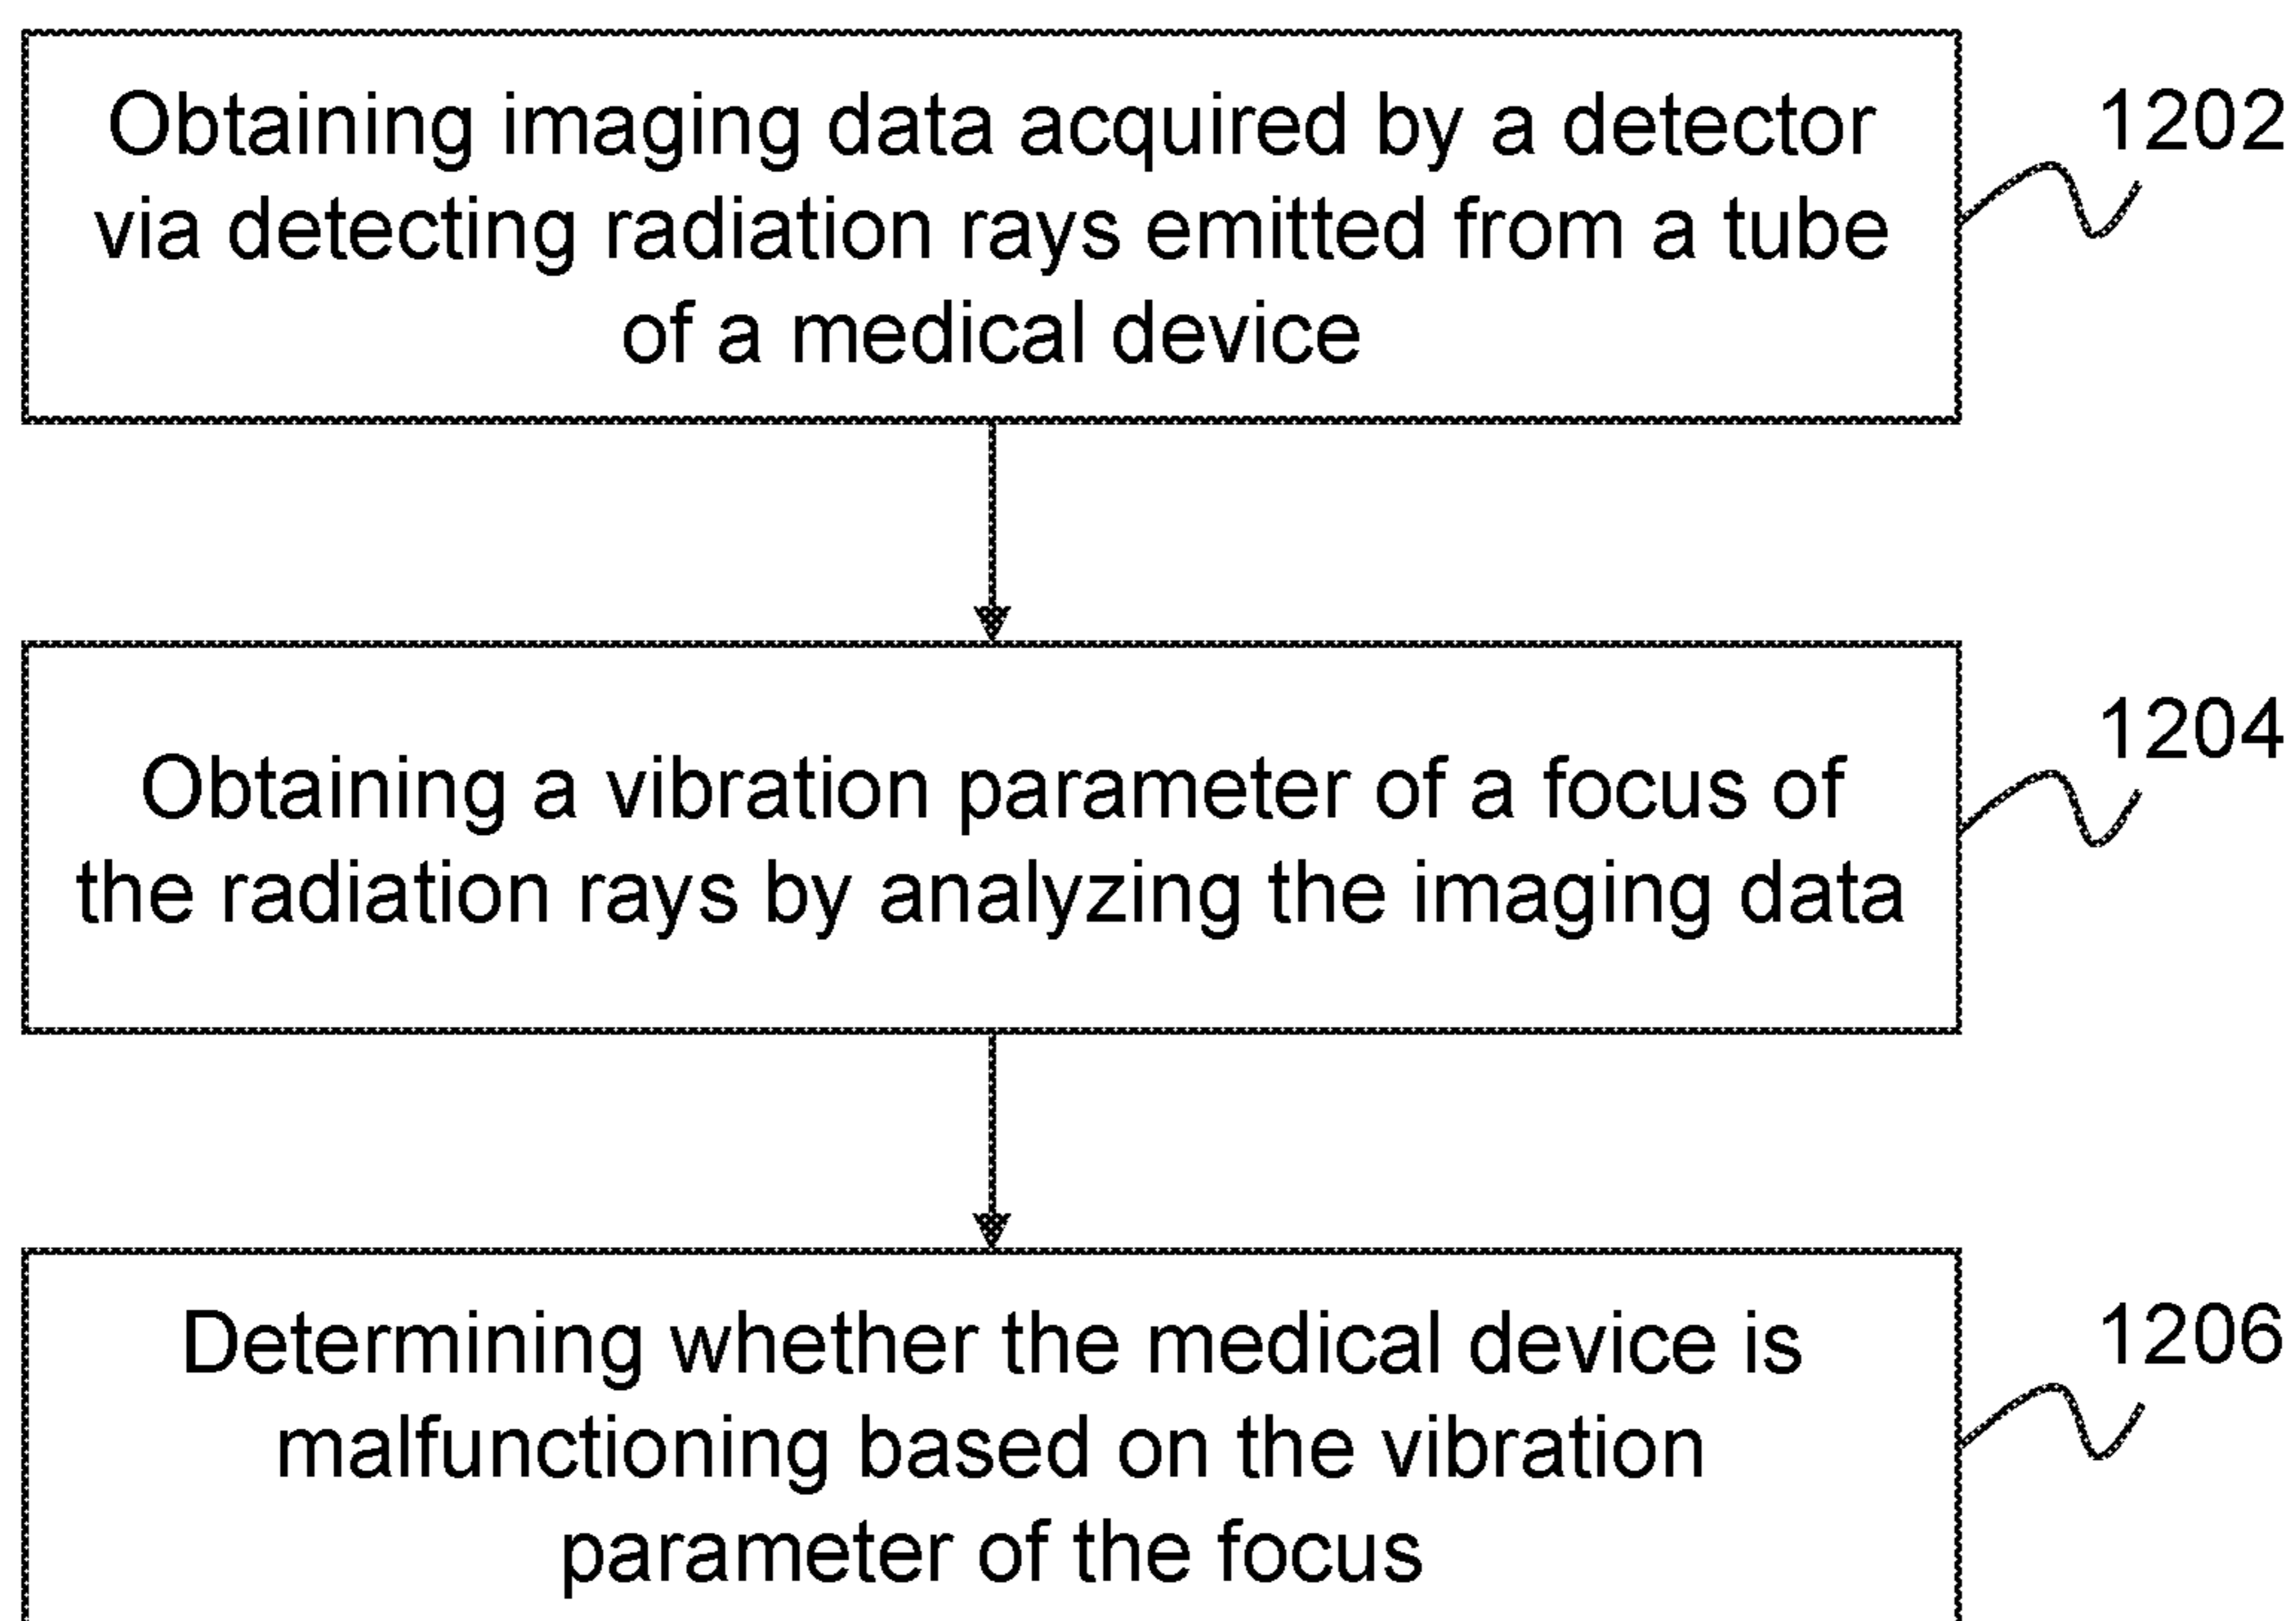 Obtaining imaging data acquired by a detector
via detecting radiation rays emitted from a tube
of a medical device
1202
Obtaining a vibration parameter of a focus of
the radiation rays by analyzing the imaging data
1204
Determining whether the medical device is
malfunctioning based on the vibration
parameter of the focus
1206